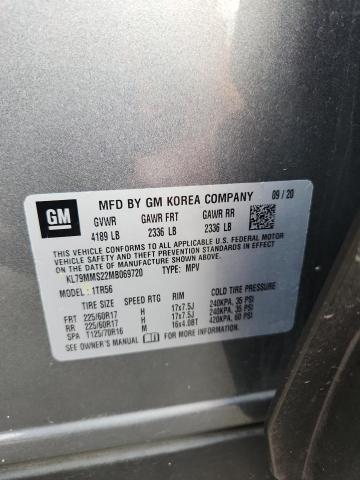 GM
MFD BY GM KOREA COMPANY 09/20
GVWR GAWR FRT GAWR RR
4189 LB 2336 LB 2336 LB
THIS VEHICLE CONFORMS TO ALL APPLICABLE U.S. FEDERAL MOTOR
VEHICLE SAFETY, BUMPER, AND THEFT PREVENTION STANDARDS IN
EFFECT ON THE DATE OF MANUFACTURE SHOWN ABOVE.
KL79MMS22MB069720 TYPE: MPV
MODEL: 1TR56
TIRE SIZE SPEED RTG RIM COLD TIRE PRESSURE
FRT 225/60R17 H 17x7.5J 240KPA, 35 PSI
RR 225/60R17 H 17x7.5J 240KPA, 35 PSI
SPA T125/70R16 M 16x4.0BT 420KPA, 60 PSI
SEE OWNER'S MANUAL FOR MORE INFORMATION.